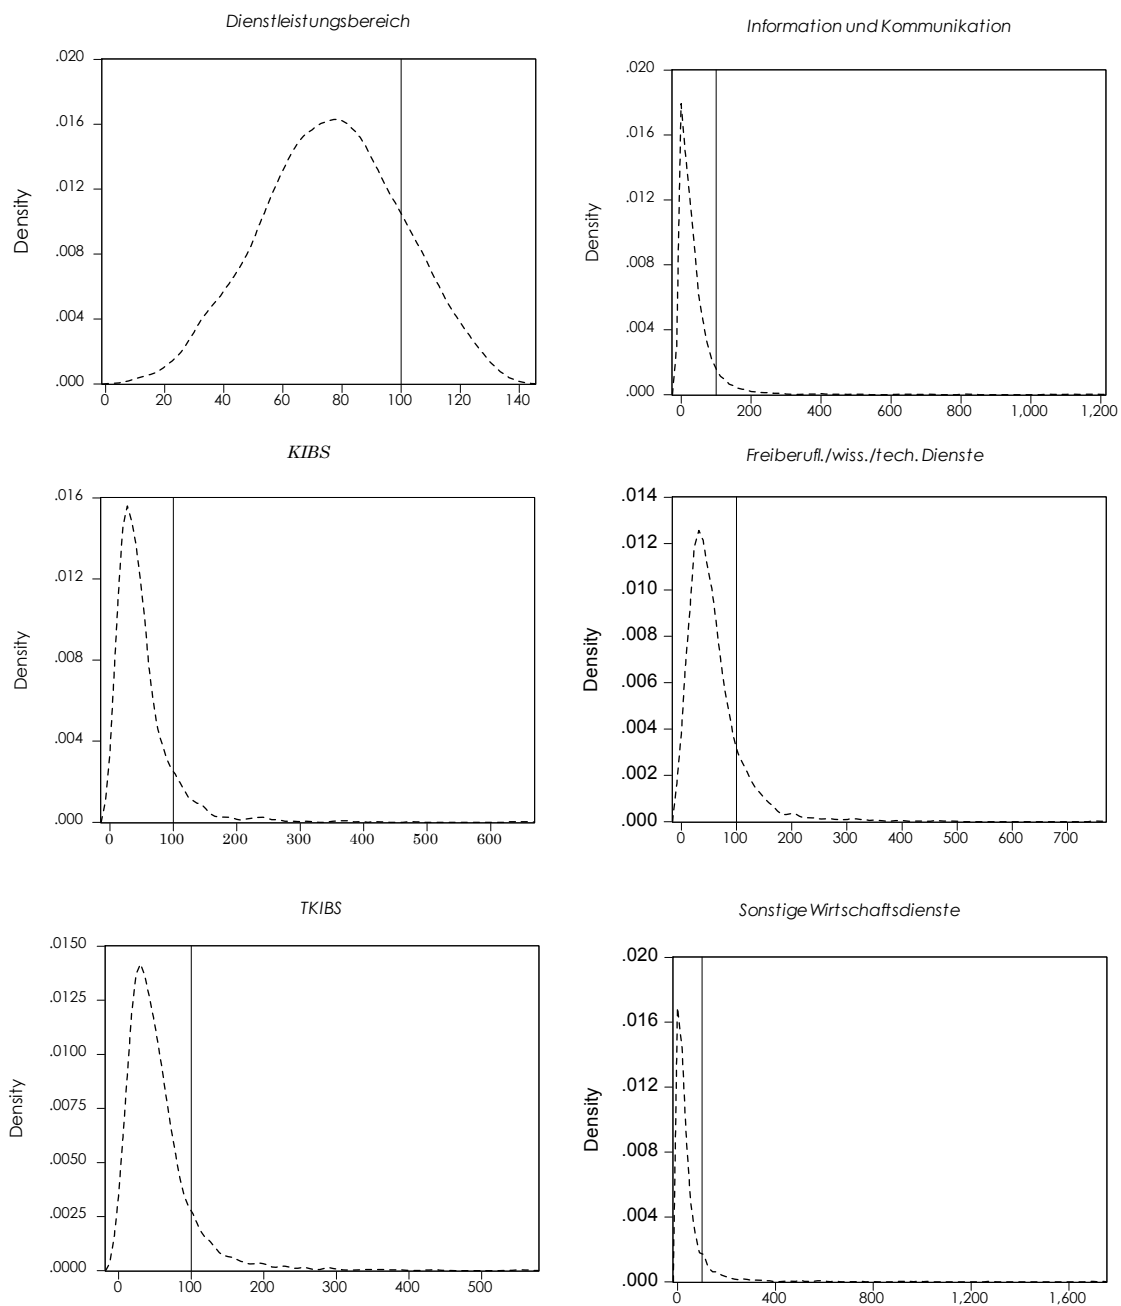 Dienstleistungsbereich
Density
.020
.016
.012
.008
.004
.000
0 20 40 60 80 100 120 140
Information und Kommunikation
Density
.020
.016
.012
.008
.004
.000
0 200 400 600 800 1,000 1,200
KIBS
Density
.016
.012
.008
.004
.000
0 100 200 300 400 500 600
Freiberufl./wiss./tech. Dienste
Density
.014
.012
.010
.008
.006
.004
.002
.000
0 100 200 300 400 500 600 700
TKIBS
Density
.0150
.0125
.0100
.0075
.0050
.0025
.0000
0 100 200 300 400 500
Sonstige Wirtschaftsdienste
Density
.020
.016
.012
.008
.004
.000
0 400 800 1,200 1,600